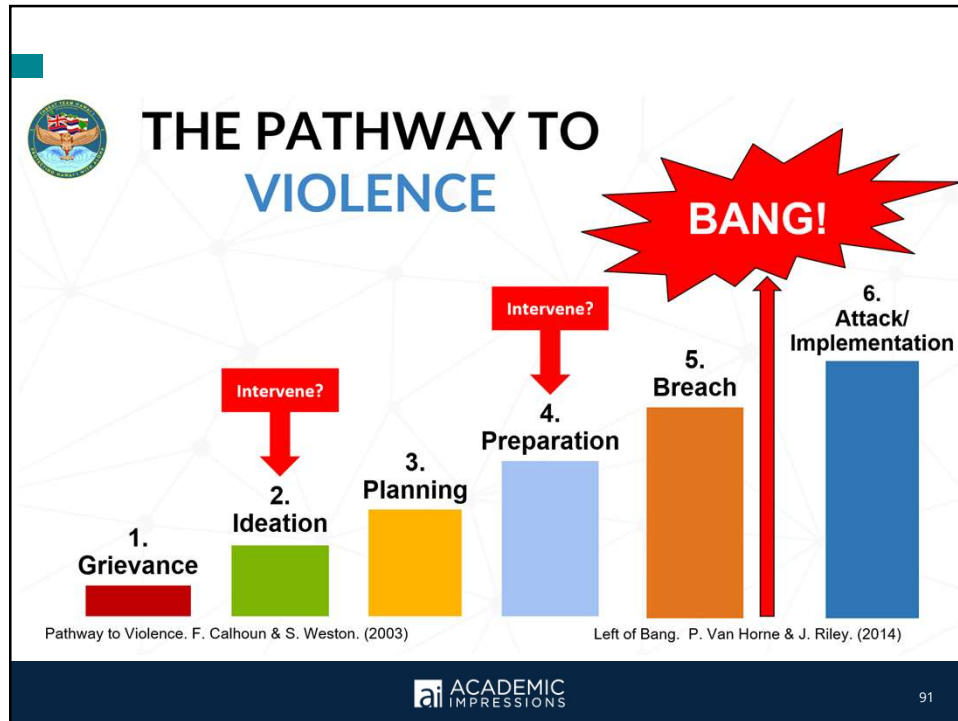 THE PATHWAY TO
VIOLENCE
BANG!
Intervene?
Intervene?
1.
Grievance
2.
Ideation
3.
Planning
4.
Preparation
5.
Breach
6.
Attack/
Implementation
Pathway to Violence. F. Calhoun & S. Weston. (2003)
Left of Bang. P. Van Horne & J. Riley. (2014)
ai ACADEMIC
IMPRESSIONS
91